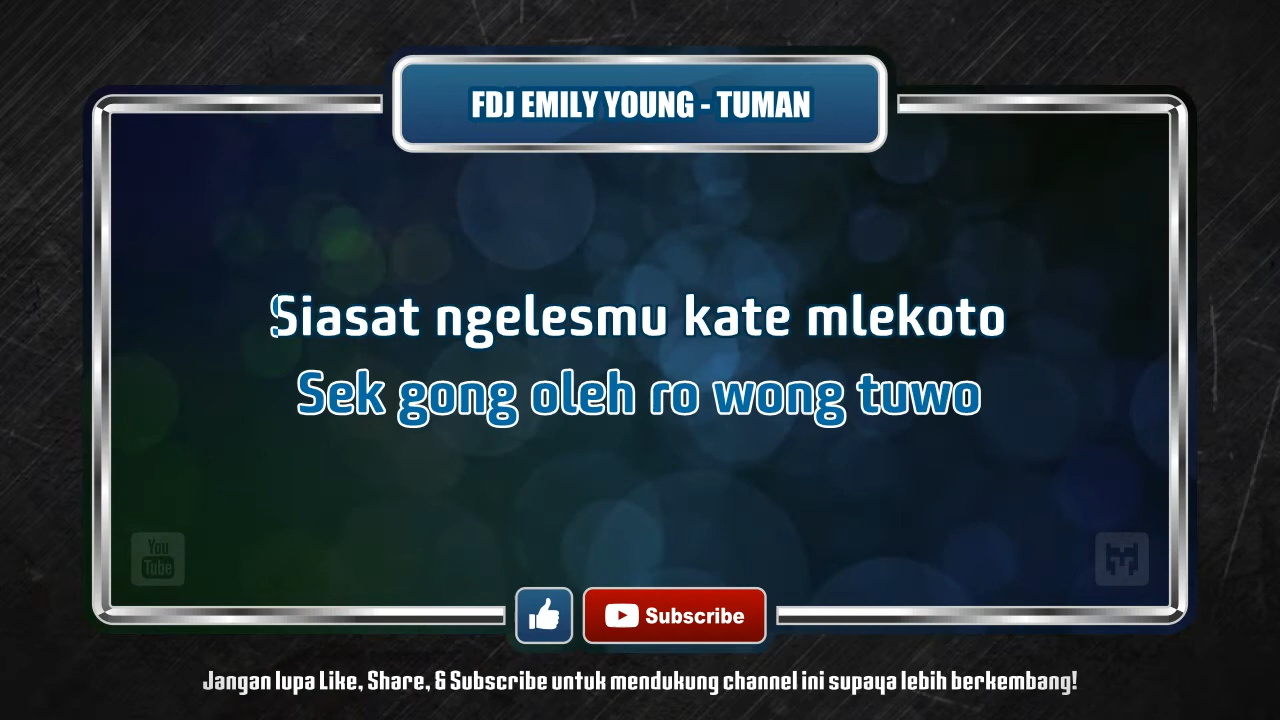 FDJ EMILY YOUNG - TUMAN
Siasat ngelesmu kate mlekoto
Sek gong oleh ro wong tuwo
You
Tube
Subscribe
Jangan lupa Like, Share, & Subscribe untuk mendukung channel ini supaya lebih berkembang!